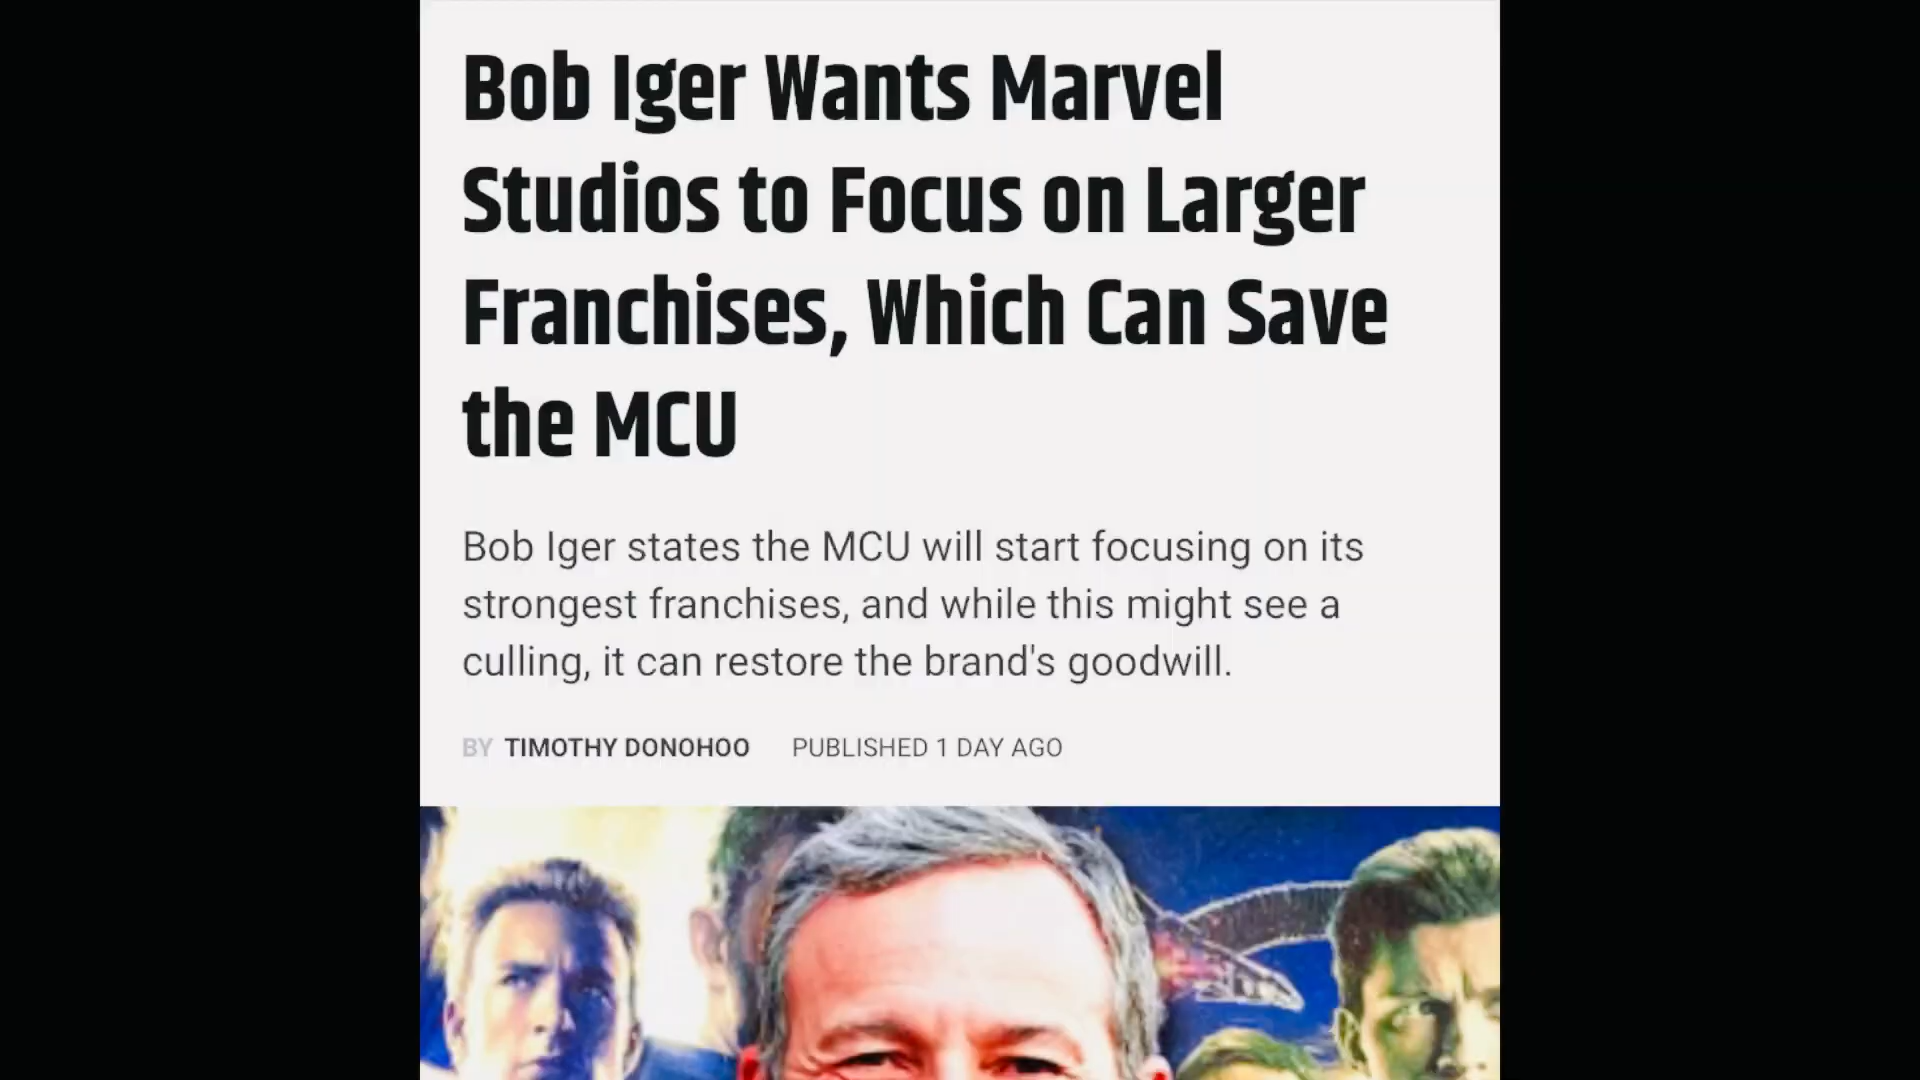 Bob Iger Wants Marvel
Studios to Focus on Larger
Franchises, Which Can Save
the MCU
Bob Iger states the MCU will start focusing on its
strongest franchises, and while this might see a
culling, it can restore the brand's goodwill.
BY TIMOTHY DONOHOO PUBLISHED 1 DAY AGO